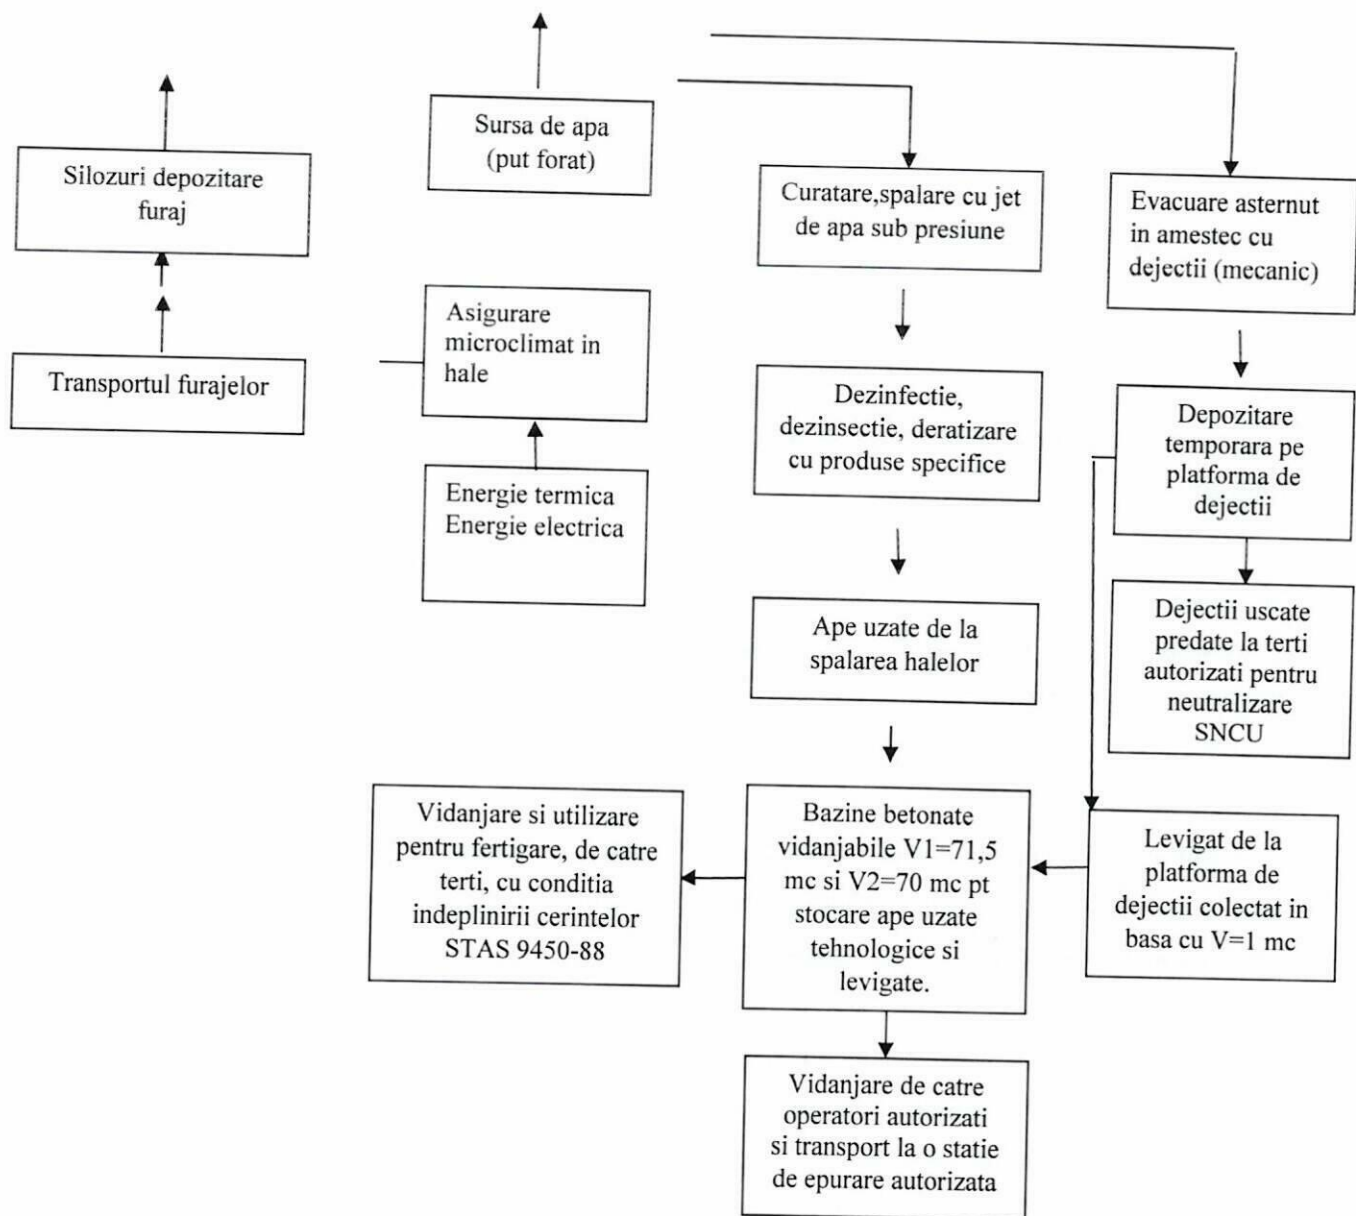 Sursa de apa
(put forat)
Silozuri depozitare
furaj
Curatare,spalare cu jet
de apa sub presiune
Evacuare asternut
in amestec cu
dejectii (mecanic)
Asigurare
microclimat in
hale
Transportul furajelor
Dezinfectie,
dezinsectie, deratizare
cu produse specifice
Depozitare
temporara pe
platforma de
dejectii
Energie termica
Energie electrica
Ape uzate de la
spalarea halelor
Dejectii uscate
predate la terti
autorizati pentru
neutralizare
SNCU
Vidanjare si utilizare
pentru fertigare, de catre
terti, cu conditia
indeplinirii cerintelor
STAS 9450-88
Bazine betonate
vidanjabile V1=71,5
mc si V2=70 mc pt
stocare ape uzate
tehnologice si
levigate.
Levigat de la
platforma de
dejectii colectat in
basa cu V=1 mc
Vidanjare de catre
operatori autorizati
si transport la o statie
de epurare autorizata